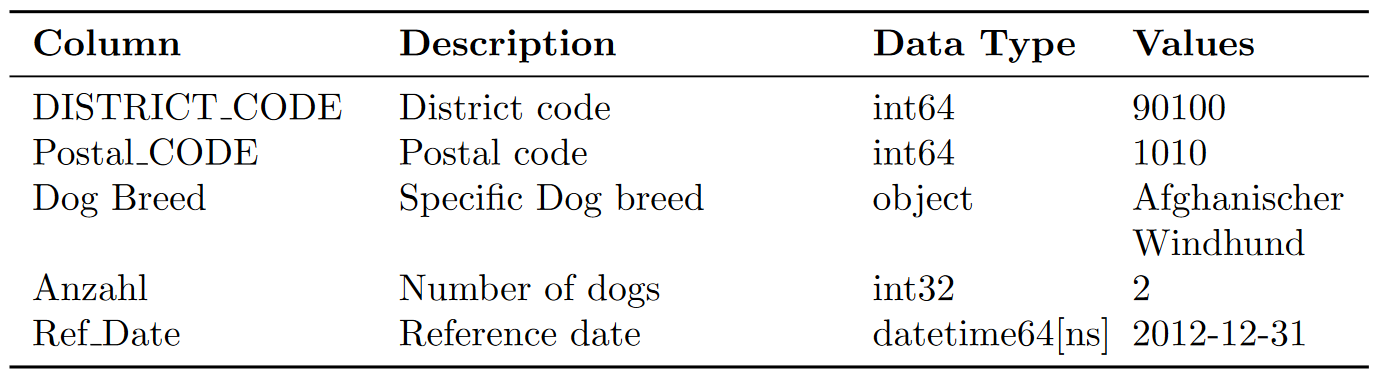 Column Description Data Type Values
DISTRICT_CODE District code int64 90100
Postal_CODE Postal code int64 1010
Dog Breed Specific Dog breed object Afghanischer
Windhund
Anzahl Number of dogs int32 2
Ref_Date Reference date datetime64[ns] 2012-12-31